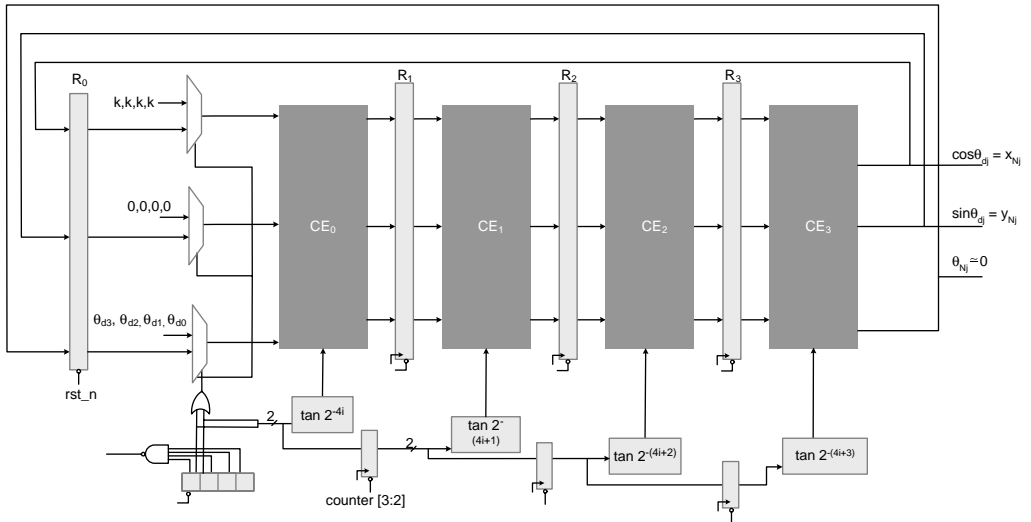 R₀
R₁
R₂
R₃
k,k,k,k
0,0,0,0
θd3, θd2, θd1, θd0
CE₀
CE₁
CE₂
CE₃
cosθdj = xNj
sinθdj = yNj
θNj ≃ 0
rst_n
2
tan 2⁻⁴ⁱ
2
tan 2⁻
⁽⁴ⁱ⁺¹⁾
tan 2⁻⁽⁴ⁱ⁺²⁾
tan 2⁻⁽⁴ⁱ⁺³⁾
counter [3:2]